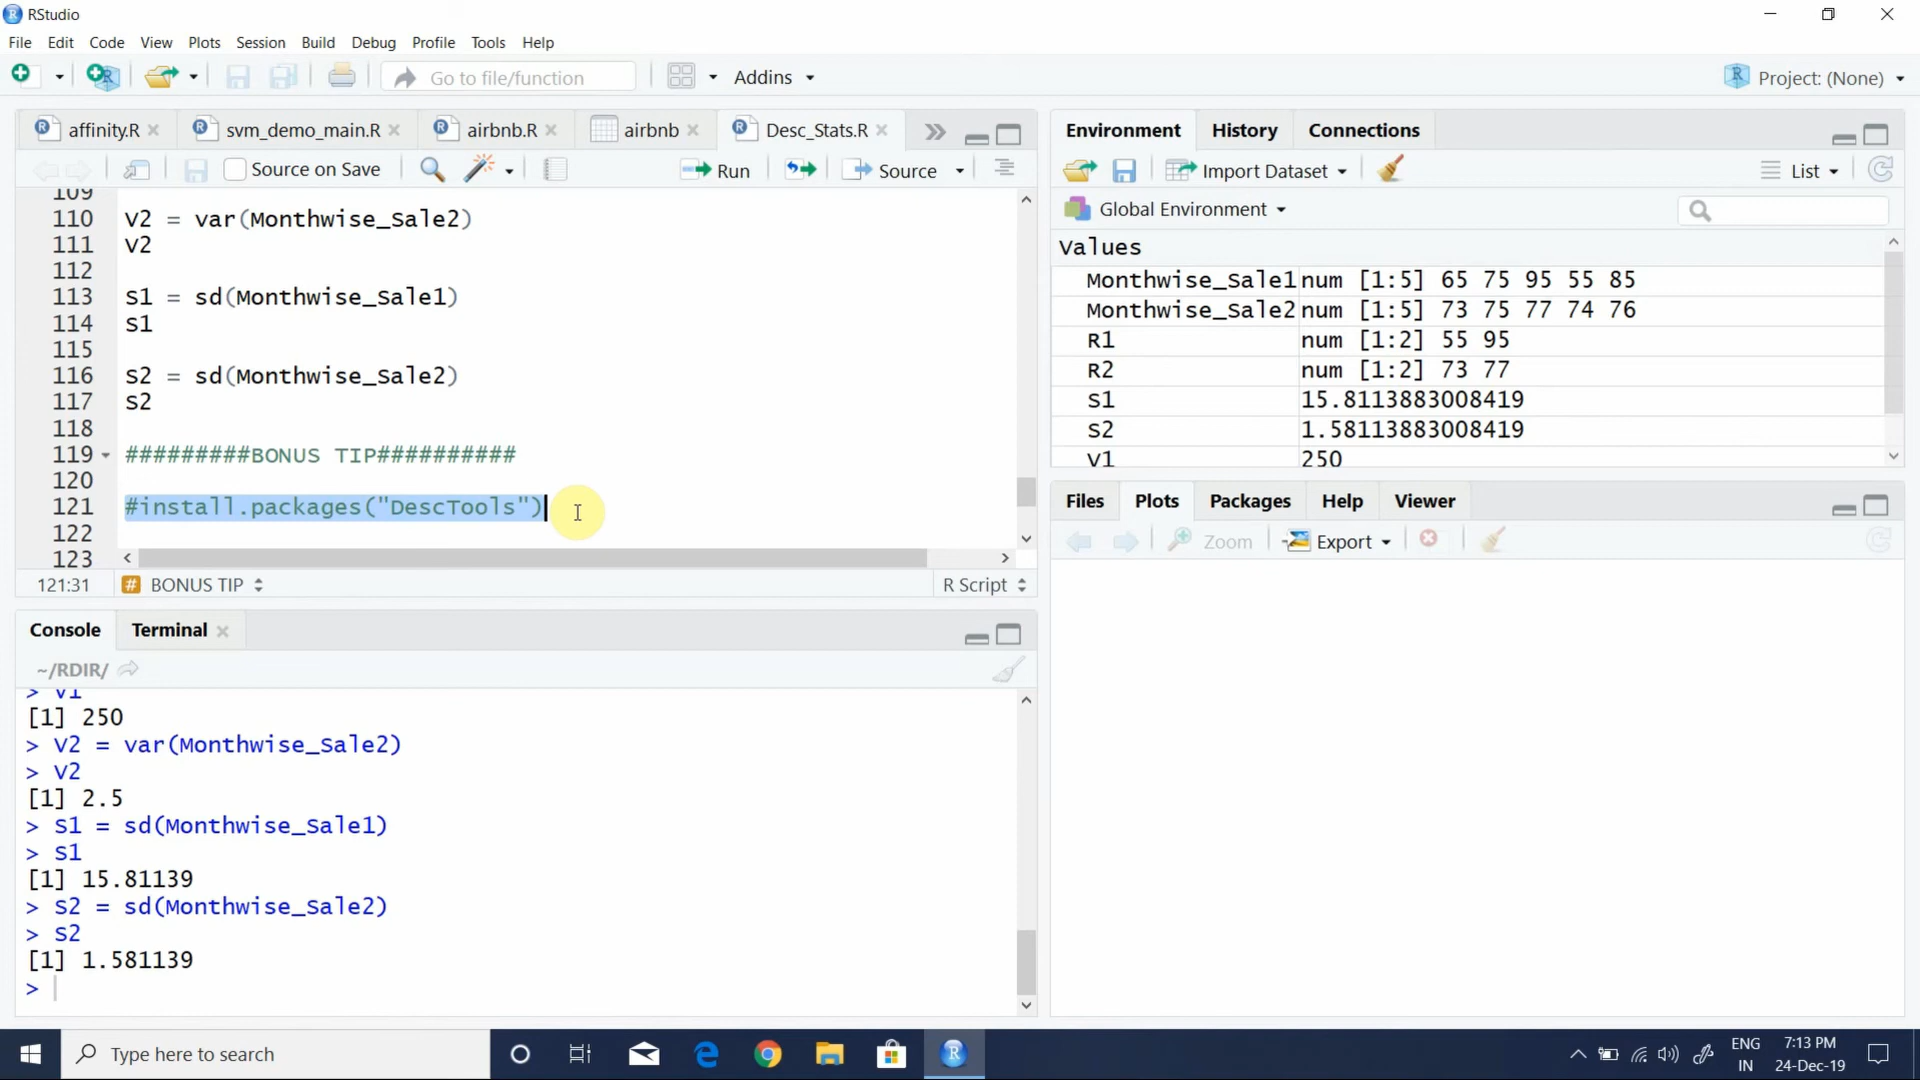 RStudio
File Edit Code View Plots Session Build Debug Profile Tools Help
Go to file/function Addins Project: (None)
affinity.R svm_demo_main.R airbnb.R airbnb Desc_Stats.R
Source on Save Run Source
109
110 V2 = var(Monthwise_Sale2)
111 V2
112
113 S1 = sd(Monthwise_Sale1)
114 S1
115
116 S2 = sd(Monthwise_Sale2)
117 S2
118
119 #########BONUS TIP##########
120
121 #install.packages("DescTools")
122
123
121:31 # BONUS TIP R Script
Console Terminal
~/RDIR/
> V1
[1] 250
> V2 = var(Monthwise_Sale2)
> V2
[1] 2.5
> S1 = sd(Monthwise_Sale1)
> S1
[1] 15.81139
> S2 = sd(Monthwise_Sale2)
> S2
[1] 1.581139
>
Environment History Connections
Import Dataset List
Global Environment
Values
Monthwise_Sale1 num [1:5] 65 75 95 55 85
Monthwise_Sale2 num [1:5] 73 75 77 74 76
R1 num [1:2] 55 95
R2 num [1:2] 73 77
S1 15.8113883008419
S2 1.58113883008419
V1 250
Files Plots Packages Help Viewer
Zoom Export
Type here to search
ENG
IN
7:13 PM
24-Dec-19